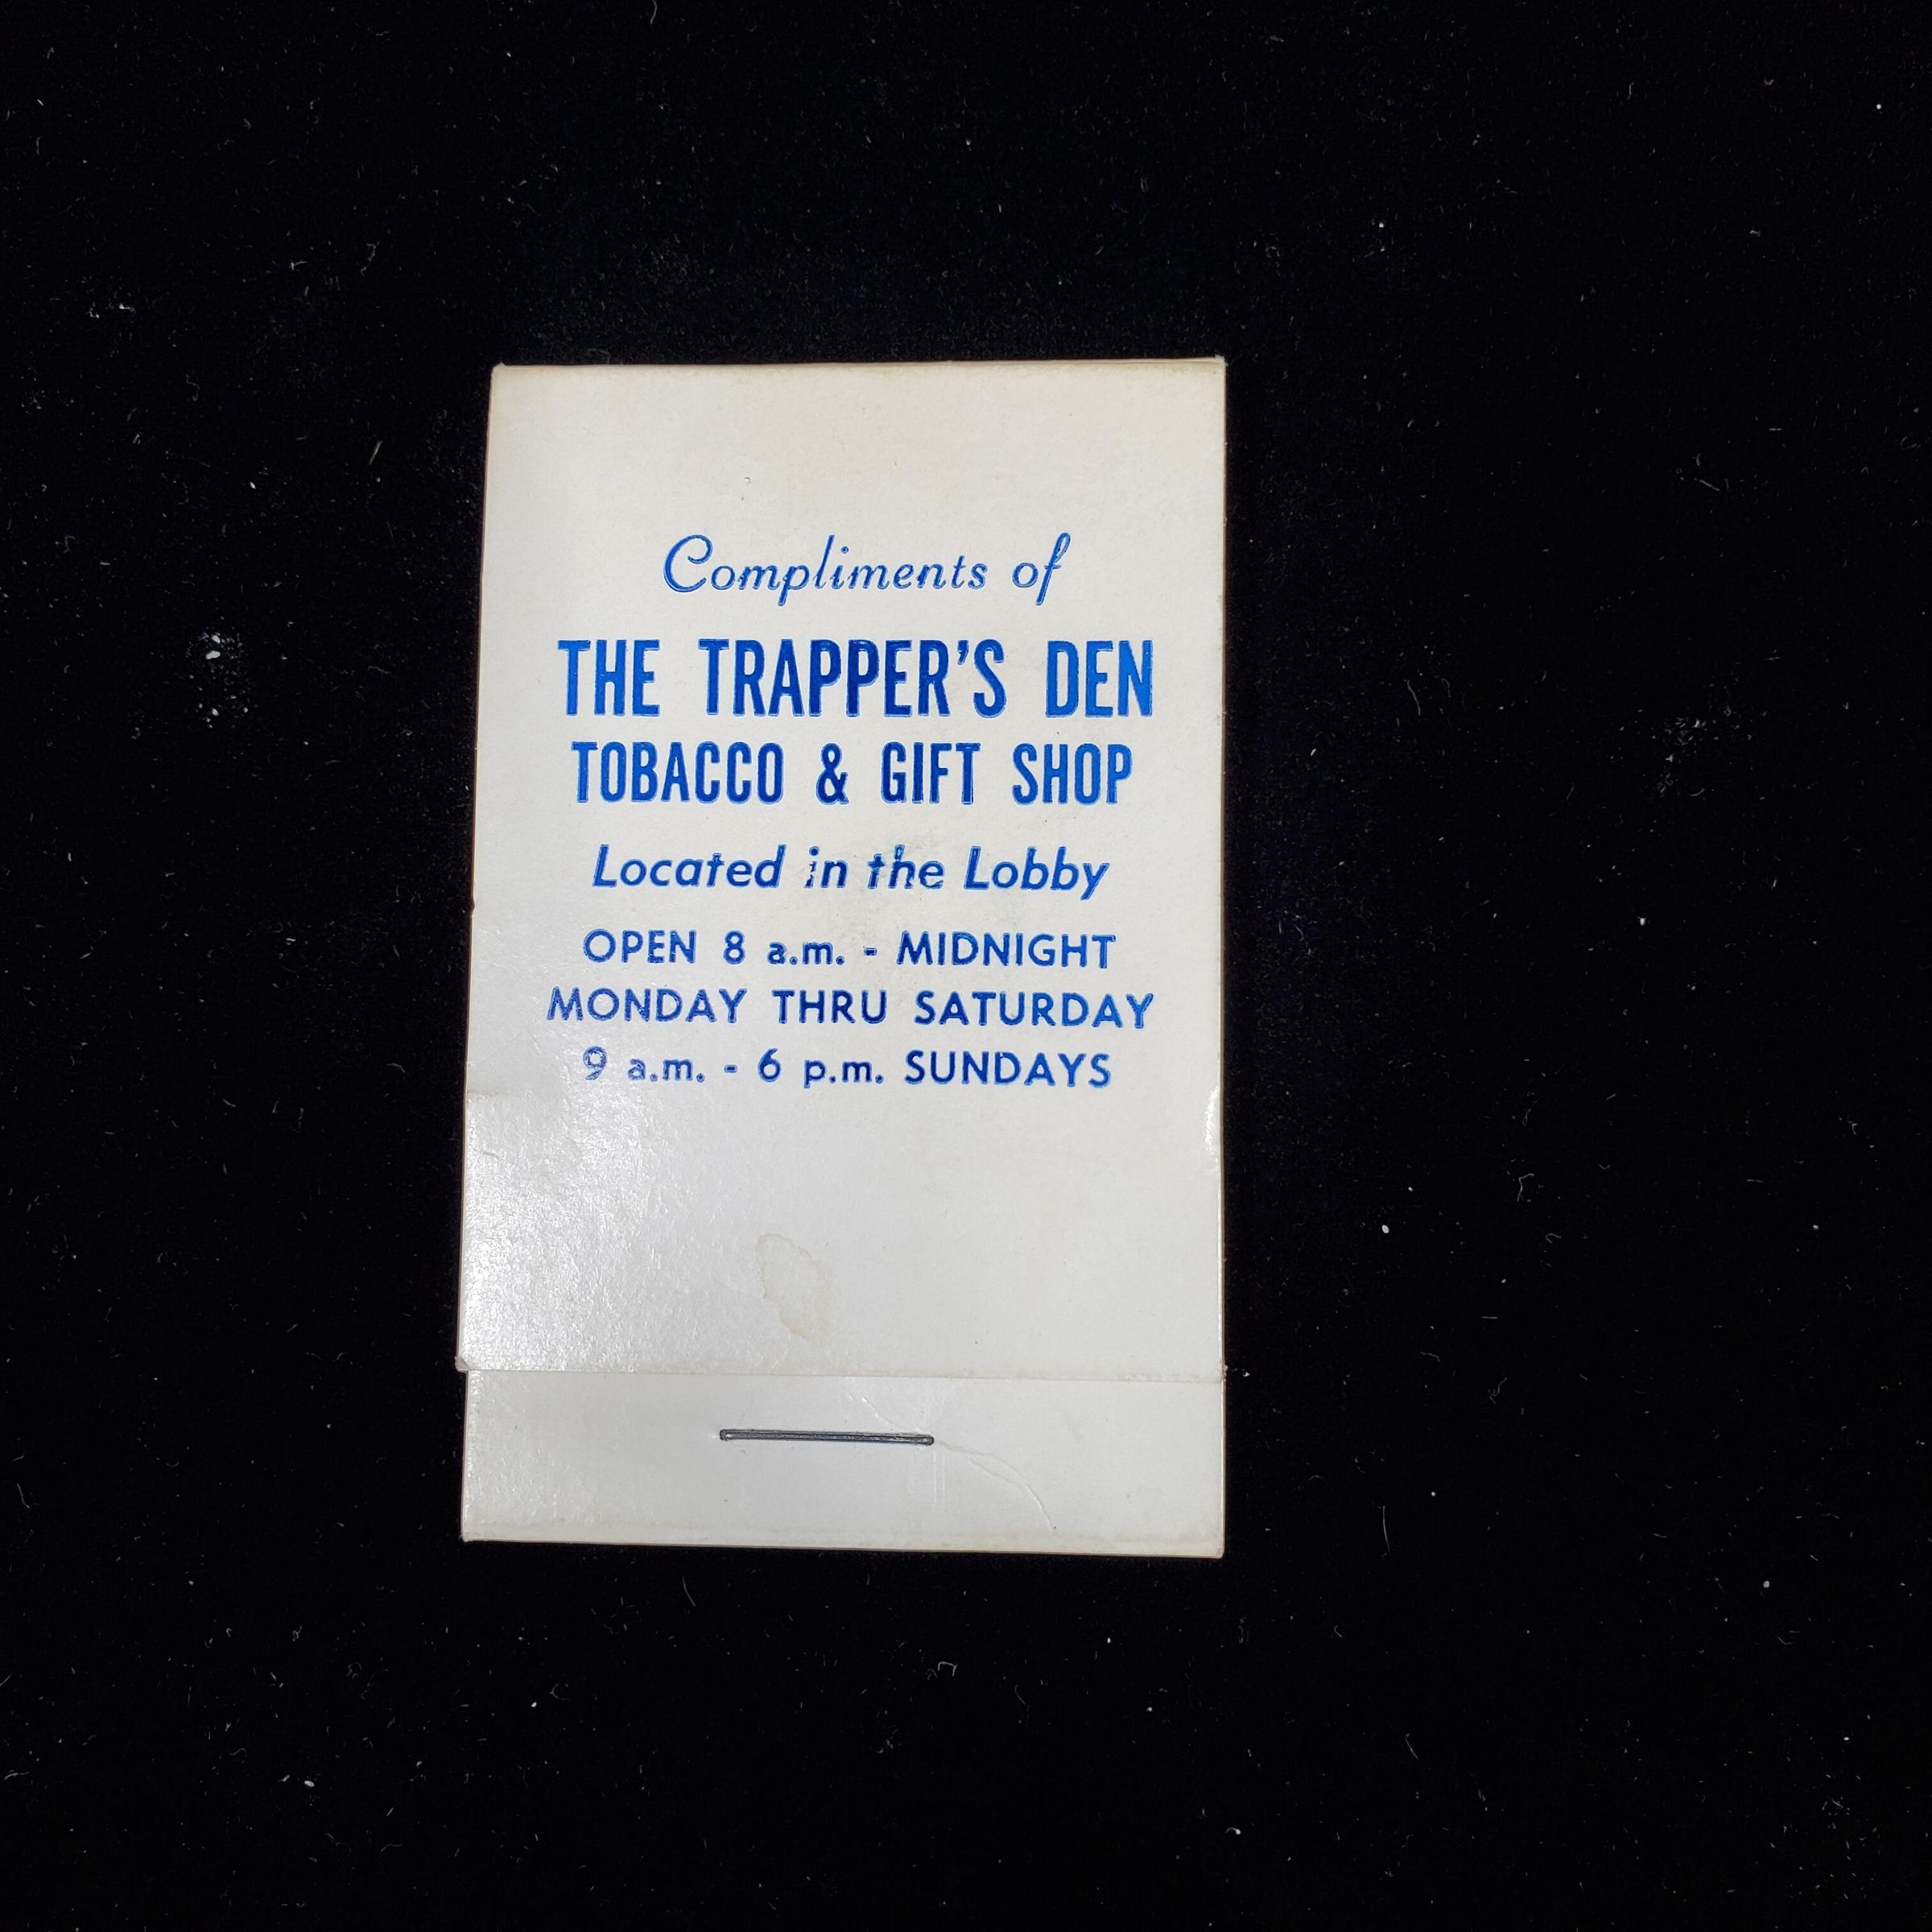 Compliments of
THE TRAPPER'S DEN
TOBACCO & GIFT SHOP
Located in the Lobby
OPEN 8 a.m. - MIDNIGHT
MONDAY THRU SATURDAY
9 a.m. - 6 p.m. SUNDAYS